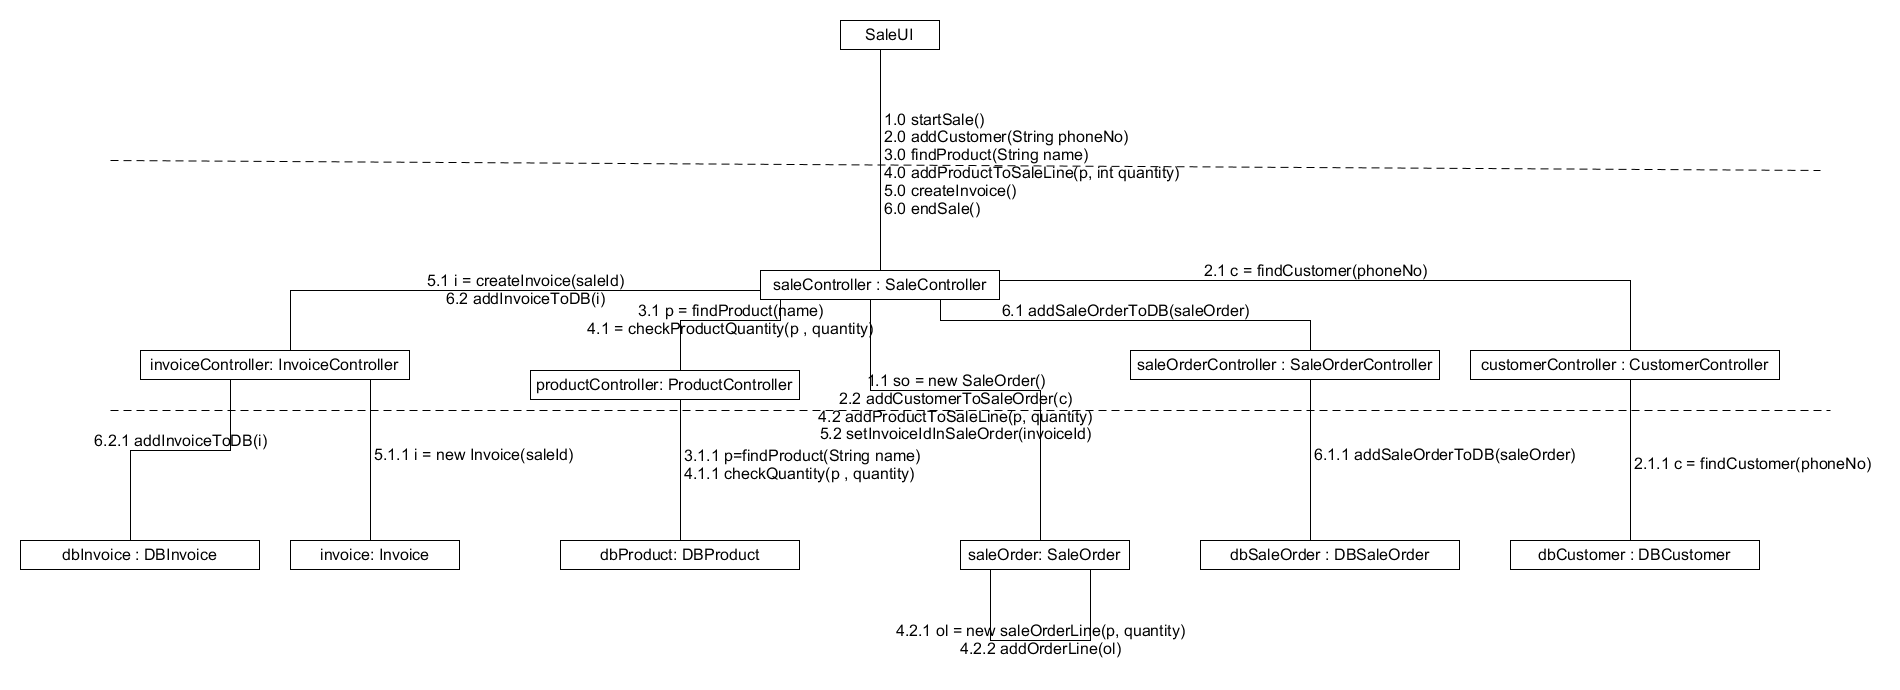 SaleUI
1.0 startSale()
2.0 addCustomer(String phoneNo)
3.0 findProduct(String name)
4.0 addProductToSaleLine(p, int quantity)
5.0 createInvoice()
6.0 endSale()
2.1 c = findCustomer(phoneNo)
5.1 i = createInvoice(saleId)
6.2 addInvoiceToDB(i)
saleController : SaleController
3.1 p = findProduct(name)
4.1 = checkProductQuantity(p , quantity)
6.1 addSaleOrderToDB(saleOrder)
invoiceController: InvoiceController
productController: ProductController
saleOrderController : SaleOrderController
customerController : CustomerController
1.1 so = new SaleOrder()
2.2 addCustomerToSaleOrder(c)
4.2 addProductToSaleLine(p, quantity)
5.2 setInvoiceIdInSaleOrder(invoiceId)
6.2.1 addInvoiceToDB(i)
5.1.1 i = new Invoice(saleId)
3.1.1 p=findProduct(String name)
4.1.1 checkQuantity(p , quantity)
6.1.1 addSaleOrderToDB(saleOrder)
2.1.1 c = findCustomer(phoneNo)
dbInvoice : DBInvoice
invoice: Invoice
dbProduct: DBProduct
saleOrder: SaleOrder
dbSaleOrder : DBSaleOrder
dbCustomer : DBCustomer
4.2.1 ol = new saleOrderLine(p, quantity)
4.2.2 addOrderLine(ol)